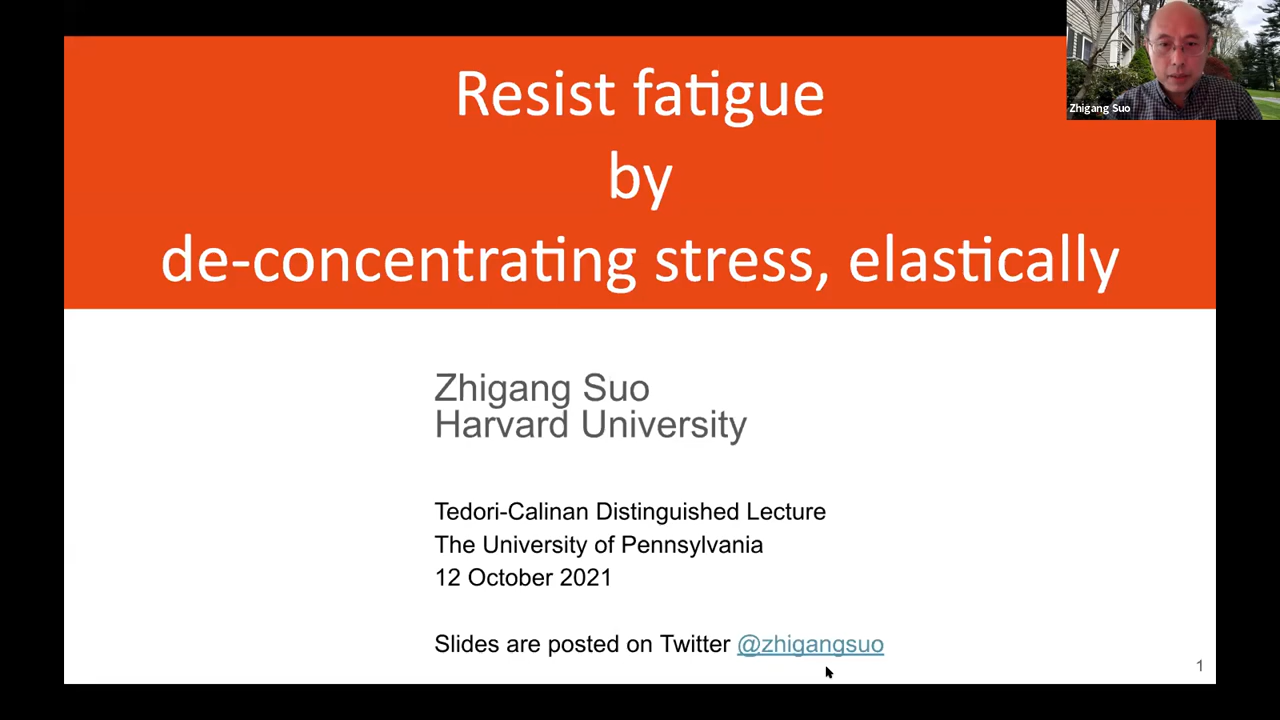 Resist fatigue
by
de-concentrating stress, elastically
Zhigang Suo
Zhigang Suo
Harvard University
Tedori-Calinan Distinguished Lecture
The University of Pennsylvania
12 October 2021
Slides are posted on Twitter @zhigangsuo
1